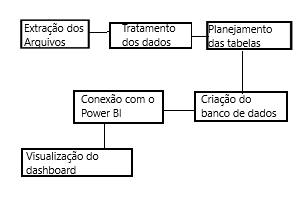 Extração dos
Arquivos
Tratamento
dos dados
Planejamento
das tabelas
Criação do
banco de dados
Conexão com o
Power BI
Visualização do
dashboard